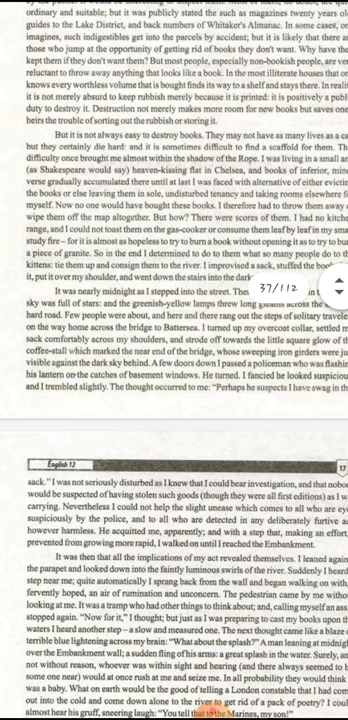 ordinary and suitable; but it was publicly stated the such as magazines twenty years ol
guides to the Lake District, and back numbers of Whitaker's Almanac. In some cases, or
imagines, such indigestibles get into the parcels by accident; but it is likely that there a
those who jump at the opportunity of getting rid of books they don't want. Why have the
kept them if they don't want them? But most people, especially non-bookish people, are ver
reluctant to throw away anything that looks like a book. In the most illiterate houses that or
knows every worthless volume that is bought finds its way to a shelf and stays there. In realit
it is not merely absurd to keep rubbish merely because it is printed: it is positively a publi
duty to destroy it. Destruction not merely makes more room for new books but saves one
heirs the trouble of sorting out the rubbish or storing it.
But it is not always easy to destroy books. They may not have as many lives as a ca
but they certainly die hard: and it is sometimes difficult to find a scaffold for them. Th
difficulty once brought me almost within the shadow of the Rope. I was living in a small ar
(as Shakespeare would say) heaven-kissing flat in Chelsea, and books of inferior, mino
verse gradually accumulated there until at last I was faced with alternative of either evictin
the books or else leaving them in sole, undisturbed tenancy and taking rooms elsewhere f
myself. Now no one would have bought these books. I therefore had to throw them away
wipe them off the map altogether. But how? There were scores of them. I had no kitche
range, and I could not toast them on the gas-cooker or consume them leaf by leaf in my sma
study fire – for it is almost as hopeless to try to burn a book without opening it as to try to bu
a piece of granite. So in the end I determined to do to them what so many people do to th
kittens: tie them up and consign them to the river. I improvised a sack, stuffed the book
it, put it over my shoulder, and went down the stairs into the dark
It was nearly midnight as I stepped into the street. Ther 37/112 in t
sky was full of stars: and the greenish-yellow lamps threw long gleams across the
hard road. Few people were about, and here and there rang out the steps of solitary travele
on the way home across the bridge to Battersea. I turned up my overcoat collar, settled m
sack comfortably across my shoulders, and strode off towards the little square glow of th
coffee-stall which marked the near end of the bridge, whose sweeping iron girders were ju
visible against the dark sky behind. A few doors down I passed a policeman who was flashin
his lantern on the catches of basement windows. He turned. I fancied he looked suspiciou
and I trembled slightly. The thought occurred to me: "Perhaps he suspects I have swag in th
English 12 17
sack." I was not seriously disturbed as I knew that I could bear investigation, and that nobod
would be suspected of having stolen such goods (though they were all first editions) as I w
carrying. Nevertheless I could not help the slight unease which comes to all who are eye
suspiciously by the police, and to all who are detected in any deliberately furtive a
however harmless. He acquitted me, apparently; and with a step that, making an effort,
prevented from growing more rapid, I walked on until I reached the Embankment.
It was then that all the implications of my act revealed themselves. I leaned again
the parapet and looked down into the faintly luminous swirls of the river. Suddenly I heard
step near me; quite automatically I sprang back from the wall and began walking on with,
fervently hoped, an air of rumination and unconcern. The pedestrian came by me withou
looking at me. It was a tramp who had other things to think about; and, calling myself an ass
stopped again. "Now for it," I thought; but just as I was preparing to cast my books upon th
waters I heard another step – a slow and measured one. The next thought came like a blaze o
terrible blue lightening across my brain: "What about the splash?" A man leaning at midnigh
over the Embankment wall; a sudden fling of his arms: a great splash in the water. Surely, an
not without reason, whoever was within sight and hearing (and there always seemed to b
some one near) would at once rush at me and seize me. In all probability they would think
was a baby. What on earth would be the good of telling a London constable that I had com
out into the cold and come down alone to the river to get rid of a pack of poetry? I coul
almost hear his gruff, sneering laugh: "You tell that to the Marines, my son!"